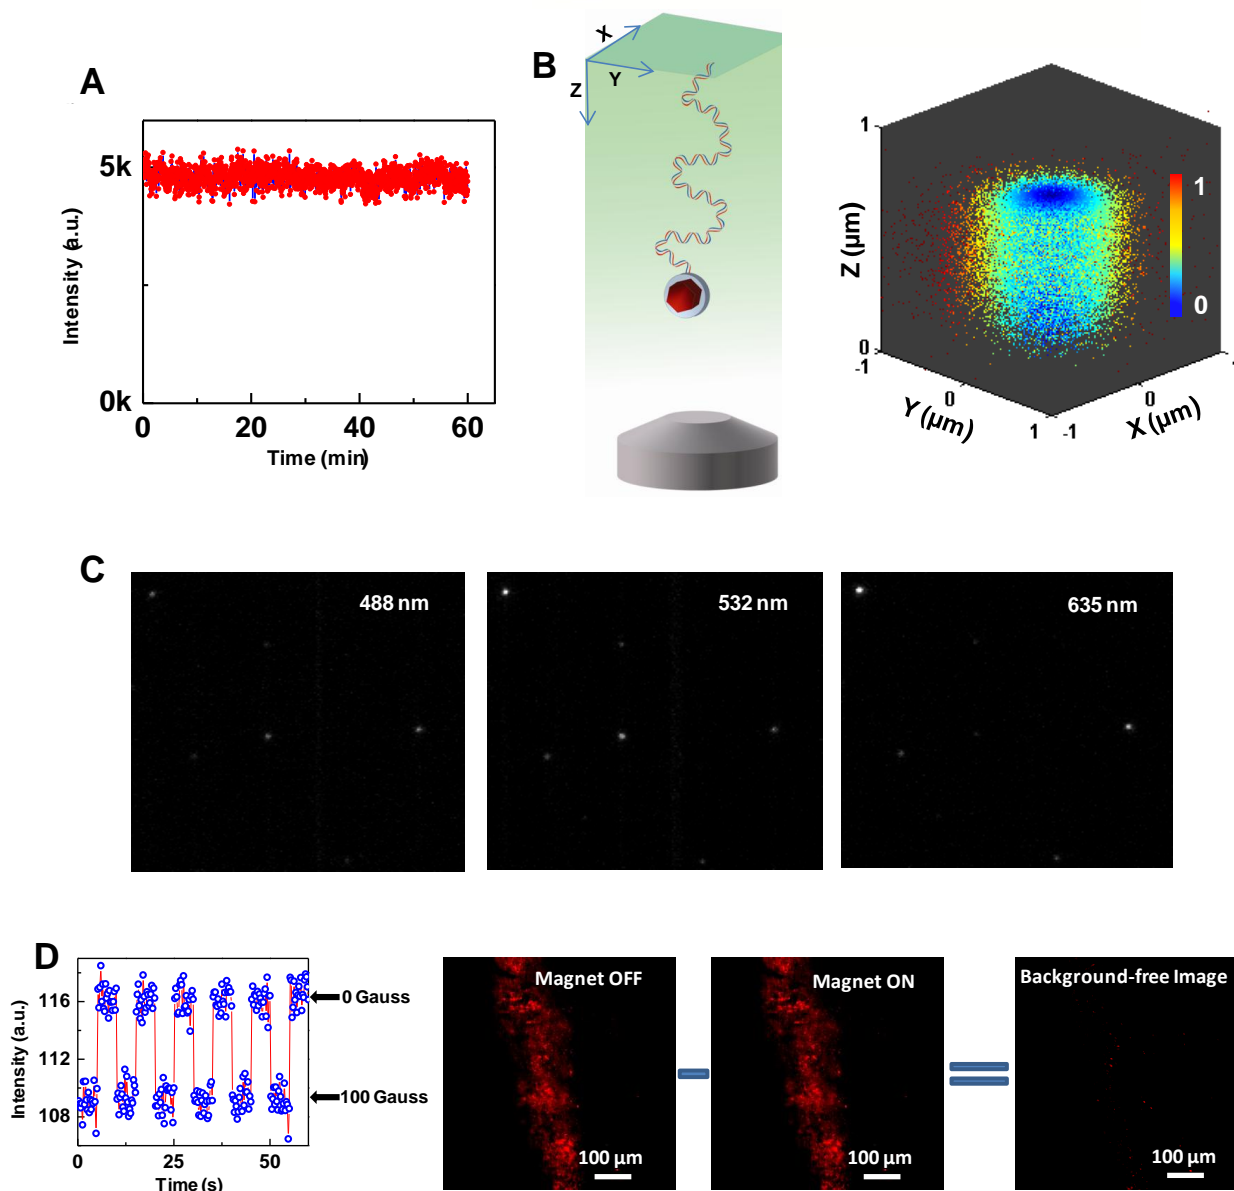 A
5k
0k
Intensity (a.u.)
0
20
40
60
Time (min)
B
X
Y
Z
1
0
Z (µm)
-1
0
1
Y (µm)
-1
0
X (µm)
1
0
C
488 nm
532 nm
635 nm
D
116
112
108
Intensity (a.u.)
0
25
50
Time (s)
0 Gauss
100 Gauss
Magnet OFF
100 µm
Magnet ON
100 µm
Background-free Image
100 µm